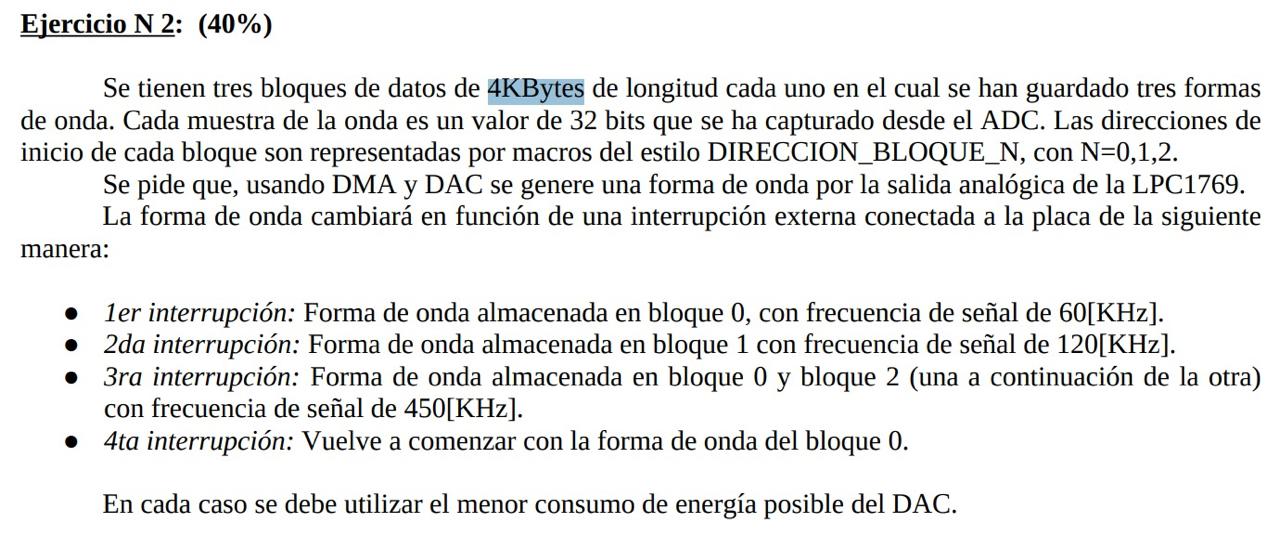 Ejercicio N 2: (40%)
Se tienen tres bloques de datos de 4KBytes de longitud cada uno en el cual se han guardado tres formas
de onda. Cada muestra de la onda es un valor de 32 bits que se ha capturado desde el ADC. Las direcciones de
inicio de cada bloque son representadas por macros del estilo DIRECCION_BLOQUE_N, con N=0,1,2.
Se pide que, usando DMA y DAC se genere una forma de onda por la salida analógica de la LPC1769.
La forma de onda cambiará en función de una interrupción externa conectada a la placa de la siguiente
manera:
● 1er interrupción: Forma de onda almacenada en bloque 0, con frecuencia de señal de 60[KHz].
● 2da interrupción: Forma de onda almacenada en bloque 1 con frecuencia de señal de 120[KHz].
● 3ra interrupción: Forma de onda almacenada en bloque 0 y bloque 2 (una a continuación de la otra)
con frecuencia de señal de 450[KHz].
● 4ta interrupción: Vuelve a comenzar con la forma de onda del bloque 0.
En cada caso se debe utilizar el menor consumo de energía posible del DAC.